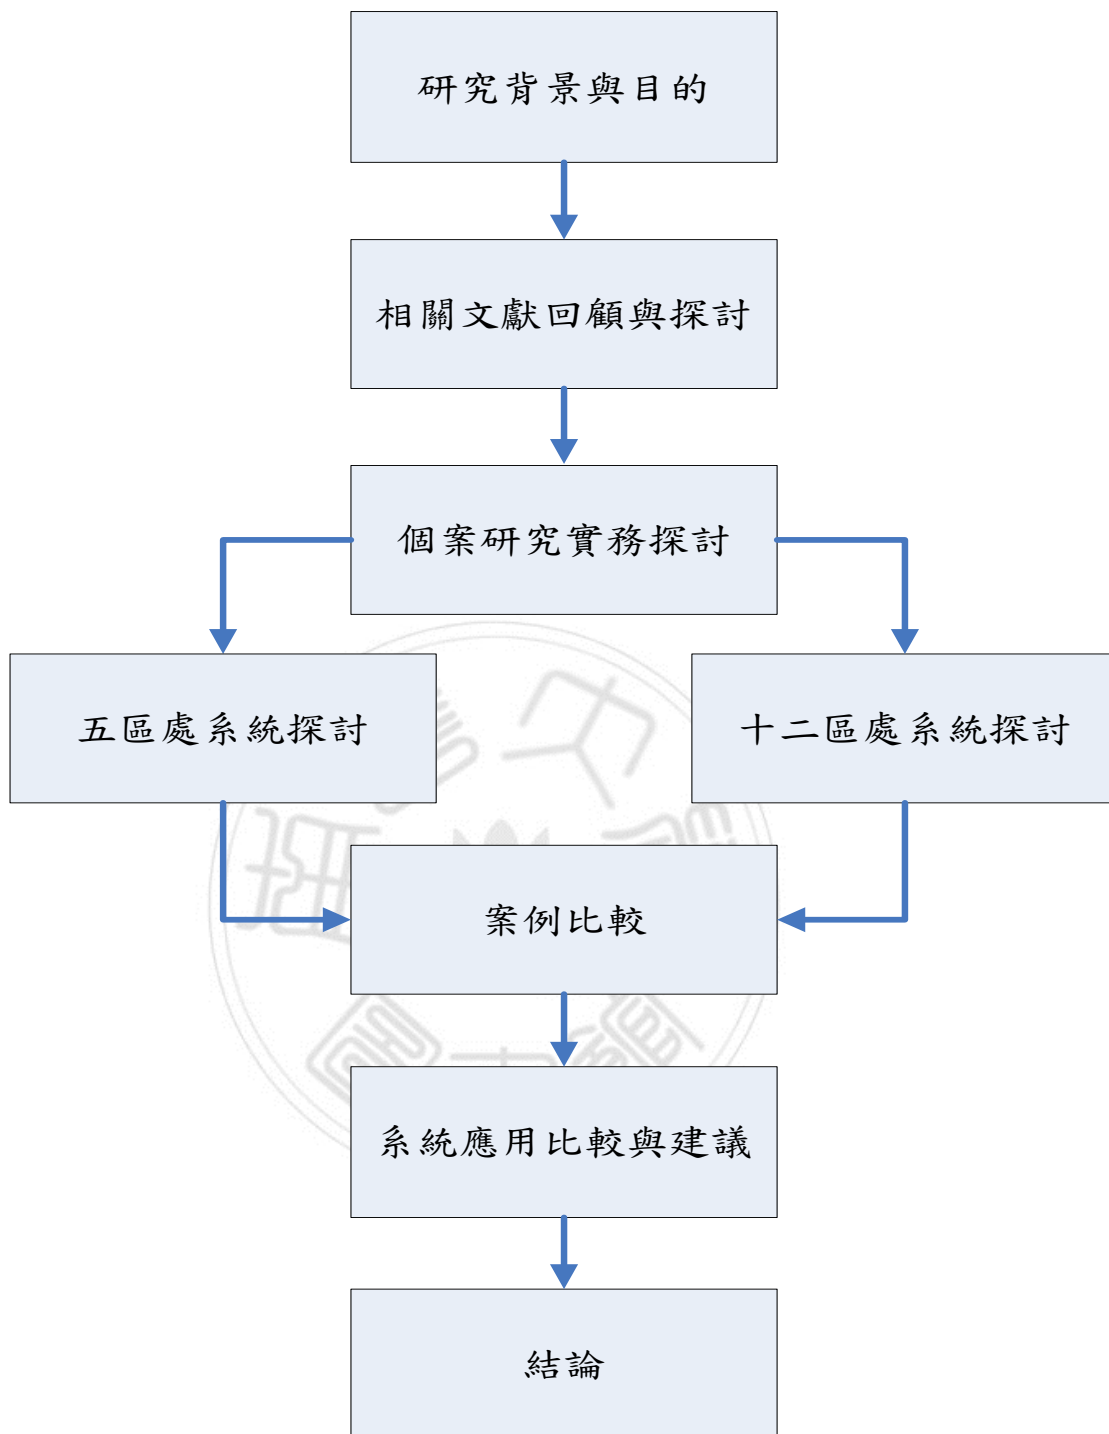 研究背景與目的
相關文獻回顧與探討
個案研究實務探討
五區處系統探討
十二區處系統探討
案例比較
系統應用比較與建議
結論